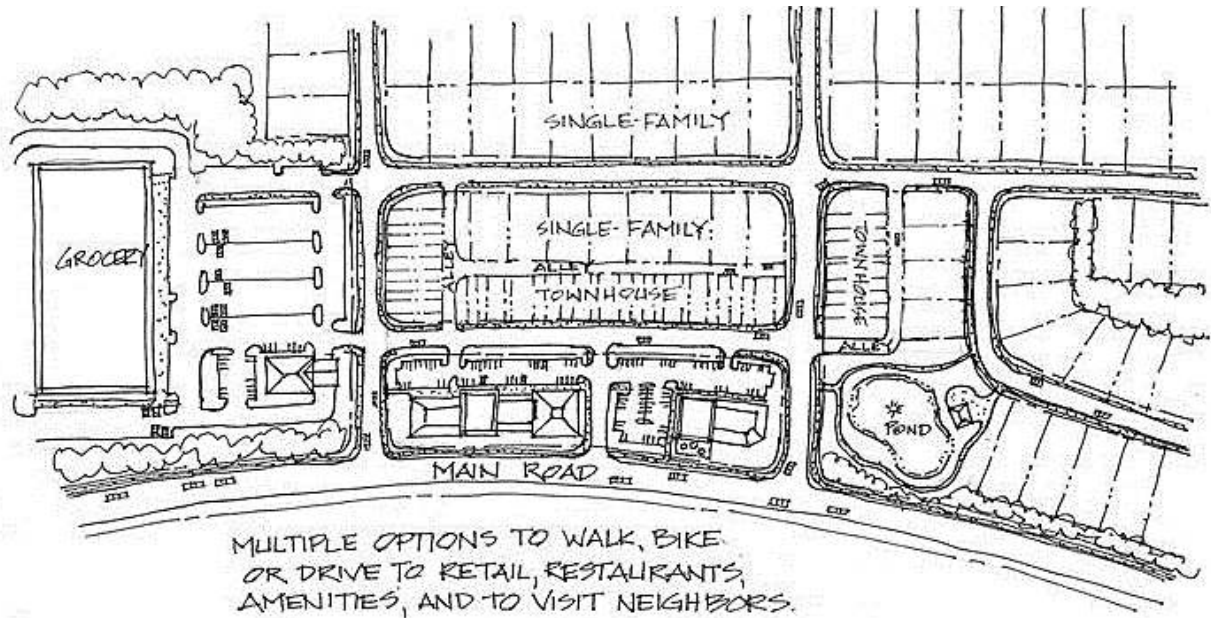 SINGLE-FAMILY
GROCERY
ALLEY
SINGLE-FAMILY
ALLEY
TOWNHOUSE
TOWNHOUSE
ALLEY
POND
MAIN ROAD
MULTIPLE OPTIONS TO WALK, BIKE
OR DRIVE TO RETAIL, RESTAURANTS,
AMENITIES, AND TO VISIT NEIGHBORS.